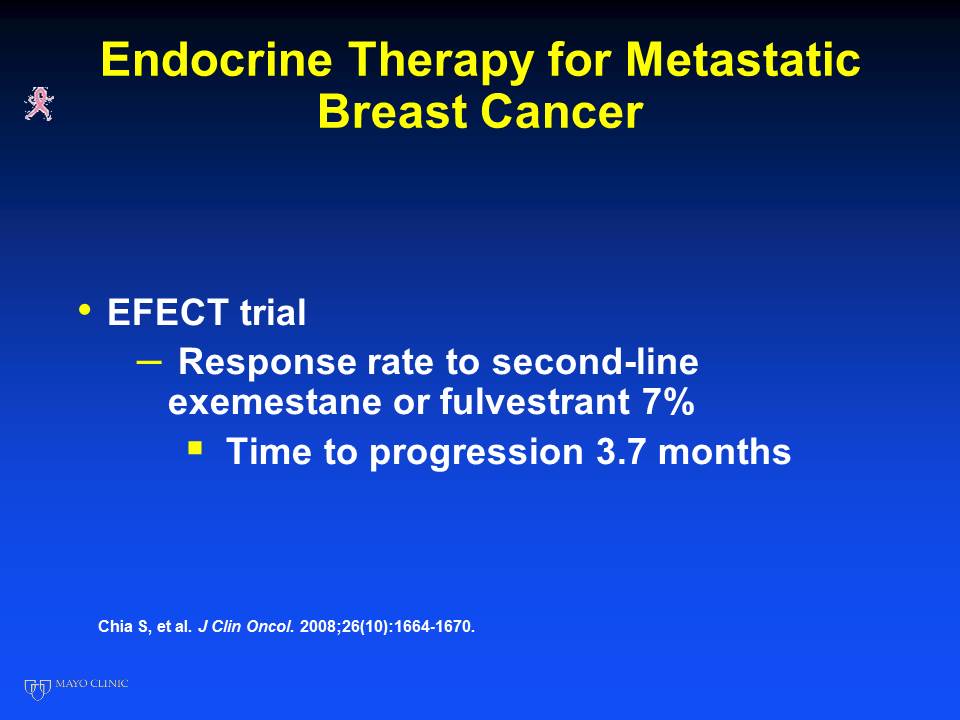 Endocrine Therapy for Metastatic
Breast Cancer
• EFECT trial
– Response rate to second-line
exemestane or fulvestrant 7%
▪ Time to progression 3.7 months
Chia S, et al. J Clin Oncol. 2008;26(10):1664-1670.
MAYO CLINIC